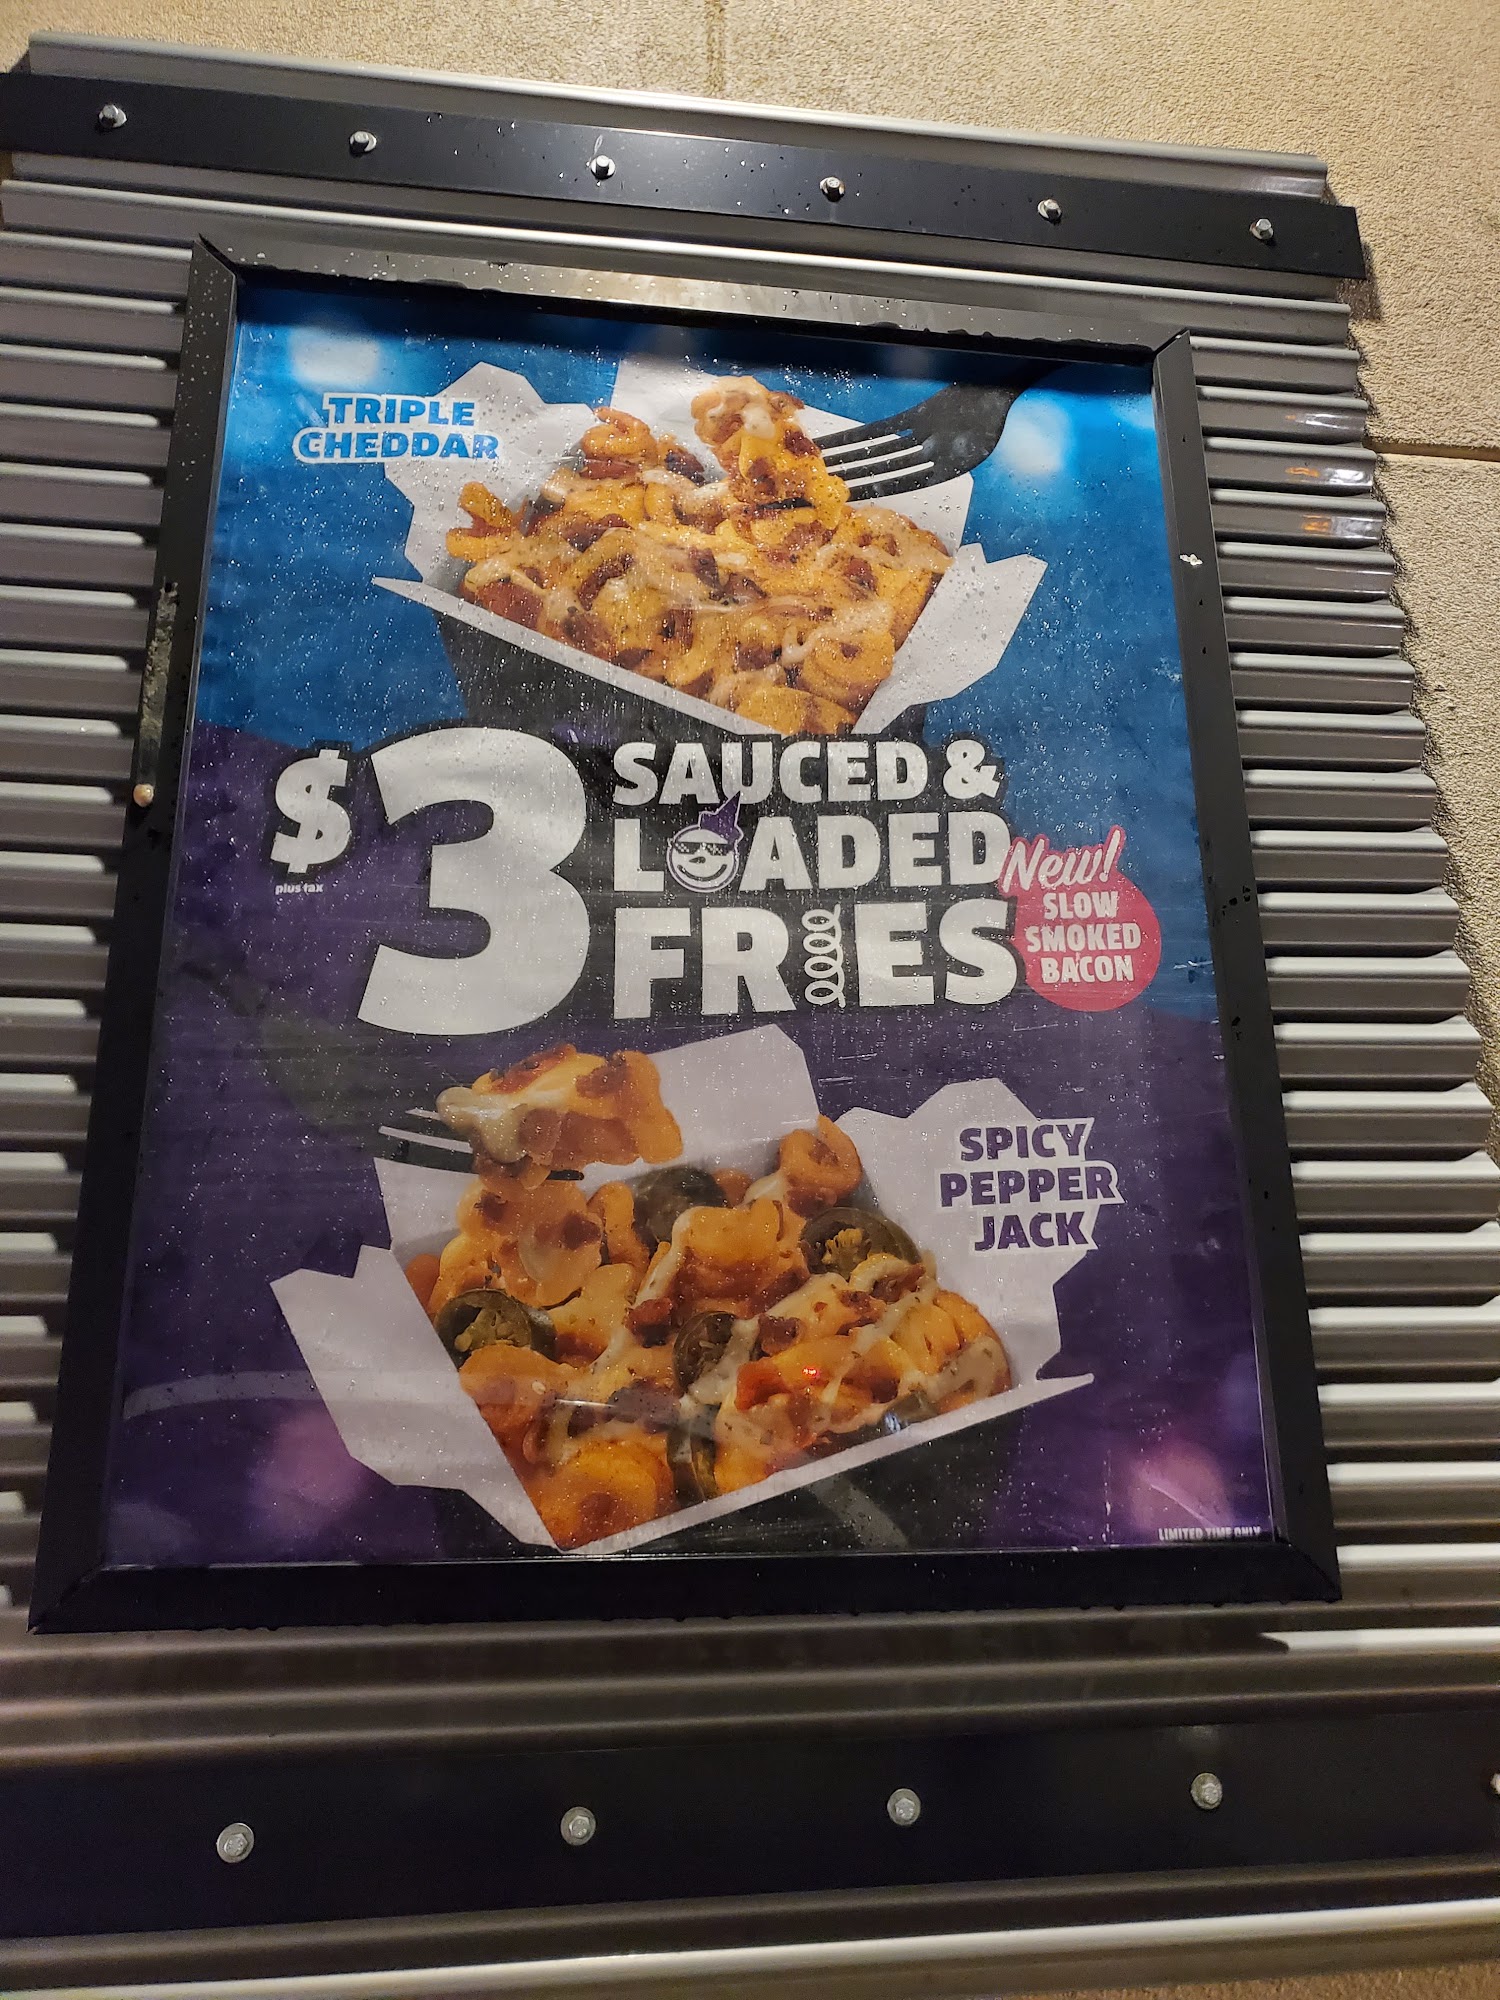 TRIPLE
CHEDDAR
$3
plus tax
SAUCED &
LOADED
FRIES
New!
SLOW
SMOKED
BACON
SPICY
PEPPER
JACK
LIMITED TIME ONLY